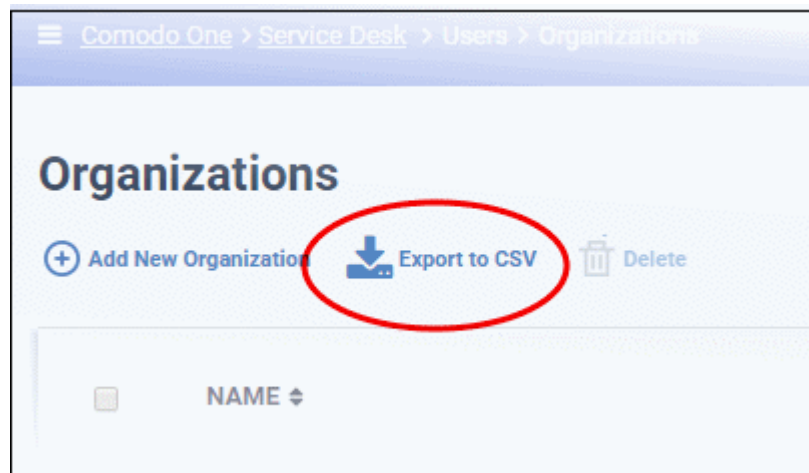 Comodo One > Service Desk > Users > Organizations
Organizations
Add New Organization Export to CSV Delete
NAME